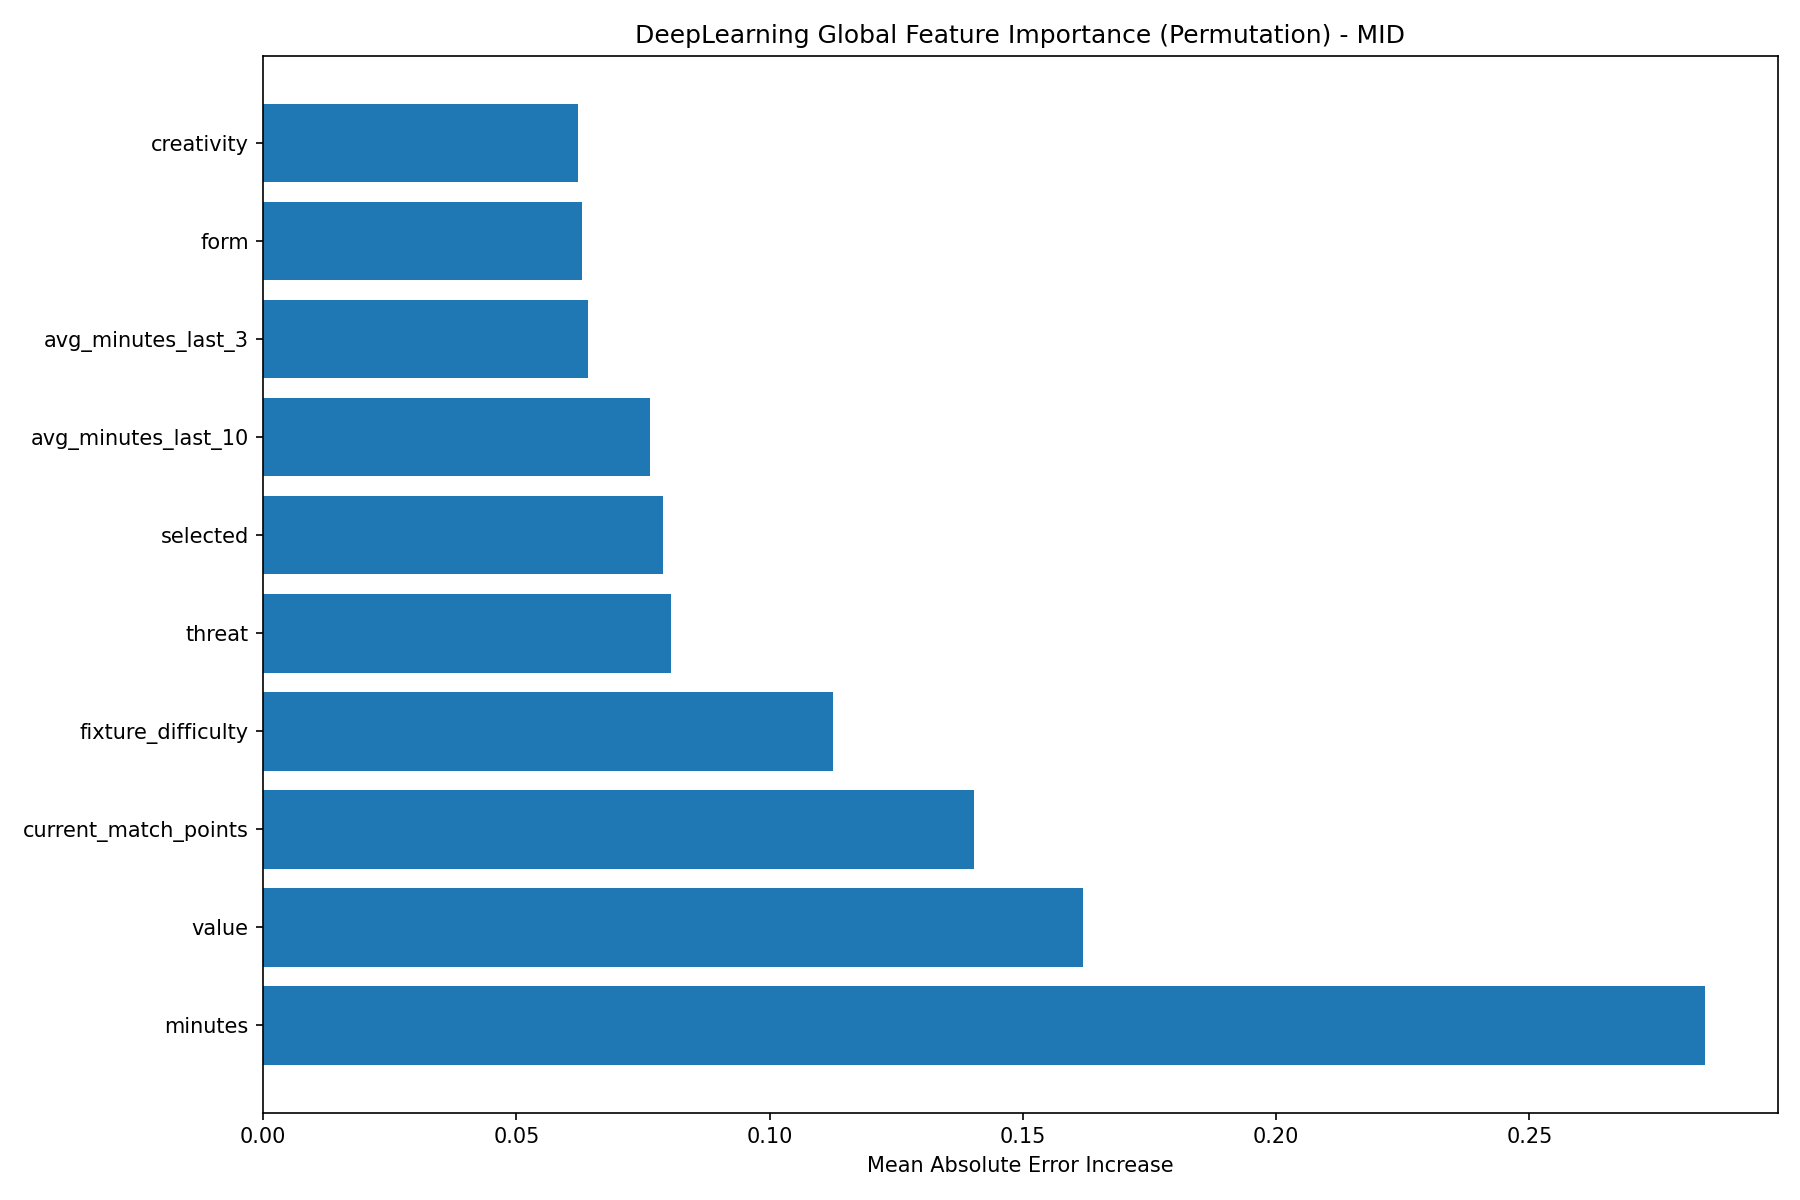 DeepLearning Global Feature Importance (Permutation) - MID
creativity
form
avg_minutes_last_3
avg_minutes_last_10
selected
threat
fixture_difficulty
current_match_points
value
minutes
0.00 0.05 0.10 0.15 0.20 0.25
Mean Absolute Error Increase